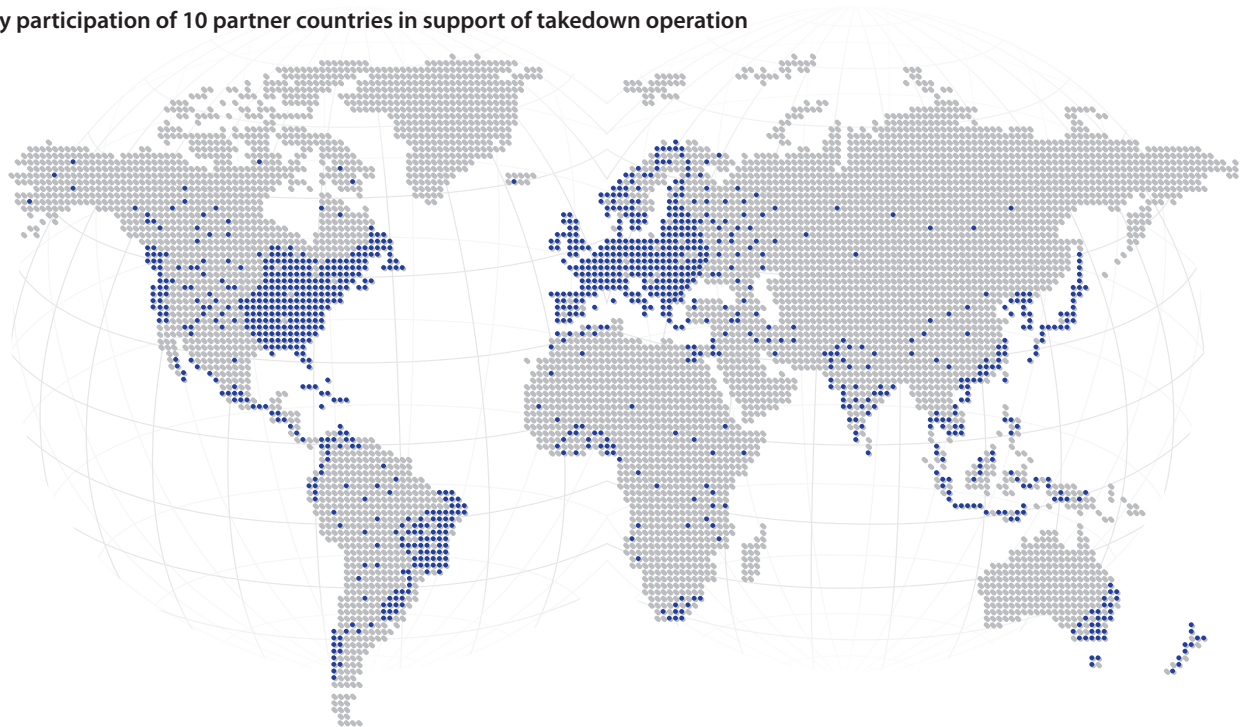 y participation of 10 partner countries in support of takedown operation